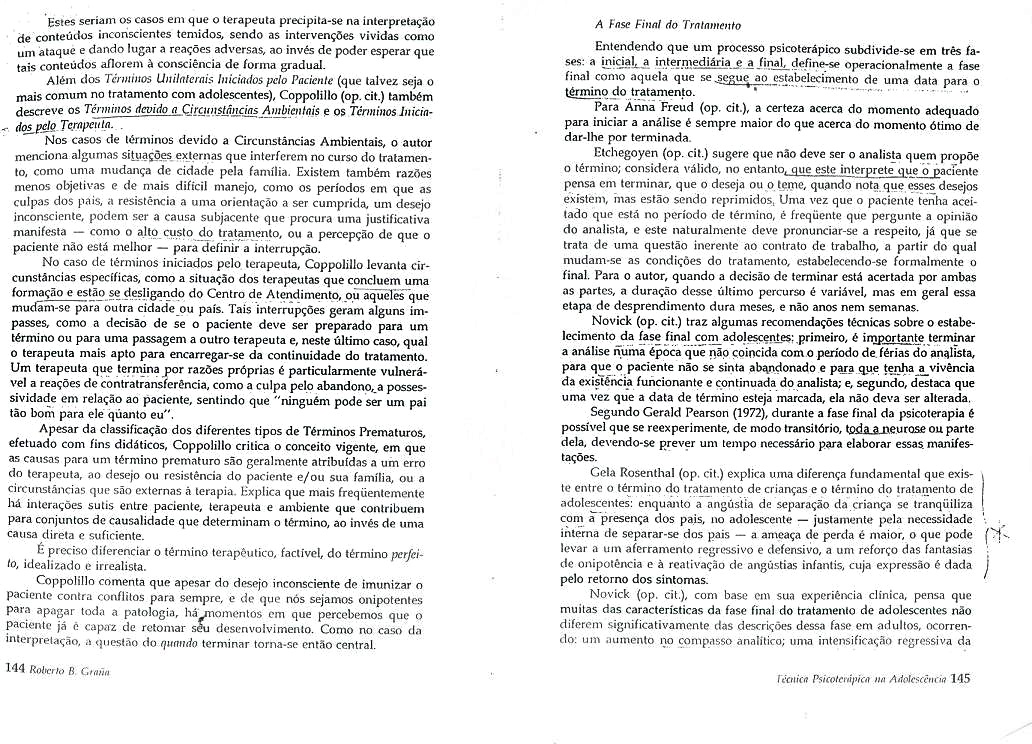 Estes seriam os casos em que o terapeuta precipita-se na interpretação
de conteúdos inconscientes temidos, sendo as intervenções vividas como
um ataque e dando lugar a reações adversas, ao invés de poder esperar que
tais conteúdos aflorem à consciência de forma gradual.
Além dos Términos Unilaterais Iniciados pelo Paciente (que talvez seja o
mais comum no tratamento com adolescentes), Coppolillo (op. cit.) também
descreve os Términos devido a Circunstâncias Ambientais e os Términos Inicia-
dos pelo Terapeuta.
Nos casos de términos devido a Circunstâncias Ambientais, o autor
menciona algumas situações externas que interferem no curso do tratamen-
to, como uma mudança de cidade pela família. Existem também razões
menos objetivas e de mais difícil manejo, como os períodos em que as
culpas dos pais, a resistência a uma orientação a ser cumprida, um desejo
inconsciente, podem ser a causa subjacente que procura uma justificativa
manifesta — como o alto custo do tratamento, ou a percepção de que o
paciente não está melhor — para definir a interrupção.
No caso de términos iniciados pelo terapeuta, Coppolillo levanta cir-
cunstâncias específicas, como a situação dos terapeutas que concluem uma
formação e estão se desligando do Centro de Atendimento, ou aqueles que
mudam-se para outra cidade ou país. Tais interrupções geram alguns im-
passes, como a decisão de se o paciente deve ser preparado para um
término ou para uma passagem a outro terapeuta e, neste último caso, qual
o terapeuta mais apto para encarregar-se da continuidade do tratamento.
Um terapeuta que termina por razões próprias é particularmente vulnerá-
vel a reações de contratransferência, como a culpa pelo abandono, a posses-
sividade em relação ao paciente, sentindo que "ninguém pode ser um pai
tão bom para ele quanto eu".
Apesar da classificação dos diferentes tipos de Términos Prematuros,
efetuado com fins didáticos, Coppolillo critica o conceito vigente, em que
as causas para um término prematuro são geralmente atribuídas a um erro
do terapeuta, ao desejo ou resistência do paciente e/ou sua família, ou a
circunstâncias que são externas à terapia. Explica que mais freqüentemente
há interações sutis entre paciente, terapeuta e ambiente que contribuem
para conjuntos de causalidade que determinam o término, ao invés de uma
causa direta e suficiente.
É preciso diferenciar o término terapêutico, factível, do término perfei-
to, idealizado e irrealista.
Coppolillo comenta que apesar do desejo inconsciente de imunizar o
paciente contra conflitos para sempre, e de que nós sejamos onipotentes
para apagar toda a patologia, há momentos em que percebemos que o
paciente já é capaz de retomar seu desenvolvimento. Como no caso da
interpretação, a questão do quando terminar torna-se então central.
144 Roberto B. Graña
A Fase Final do Tratamento
Entendendo que um processo psicoterápico subdivide-se em três fa-
ses: a inicial, a intermediária e a final, define-se operacionalmente a fase
final como aquela que se segue ao estabelecimento de uma data para o
término do tratamento.
Para Anna Freud (op. cit.), a certeza acerca do momento adequado
para iniciar a análise é sempre maior do que acerca do momento ótimo de
dar-lhe por terminada.
Etchegoyen (op. cit.) sugere que não deve ser o analista quem propõe
o término; considera válido, no entanto, que este interprete que o paciente
pensa em terminar, que o deseja ou o teme, quando nota que esses desejos
existem, mas estão sendo reprimidos. Uma vez que o paciente tenha acei-
tado que está no período de término, é freqüente que pergunte a opinião
do analista, e este naturalmente deve pronunciar-se a respeito, já que se
trata de uma questão inerente ao contrato de trabalho, a partir do qual
mudam-se as condições do tratamento, estabelecendo-se formalmente o
final. Para o autor, quando a decisão de terminar está acertada por ambas
as partes, a duração desse último percurso é variável, mas em geral essa
etapa de desprendimento dura meses, e não anos nem semanas.
Novick (op. cit.) traz algumas recomendações técnicas sobre o estabe-
lecimento da fase final com adolescentes: primeiro, é importante terminar
a análise numa época que não coincida com o período de férias do analista,
para que o paciente não se sinta abandonado e para que tenha a vivência
da existência funcionante e continuada do analista; e, segundo, destaca que
uma vez que a data de término esteja marcada, ela não deva ser alterada.
Segundo Gerald Pearson (1972), durante a fase final da psicoterapia é
possível que se reexperimente, de modo transitório, toda a neurose ou parte
dela, devendo-se prever um tempo necessário para elaborar essas manifes-
tações.
Gela Rosenthal (op. cit.) explica uma diferença fundamental que exis-
te entre o término do tratamento de crianças e o término do tratamento de
adolescentes: enquanto a angústia de separação da criança se tranqüiliza
com a presença dos pais, no adolescente — justamente pela necessidade
interna de separar-se dos pais — a ameaça de perda é maior, o que pode
levar a um aferramento regressivo e defensivo, a um reforço das fantasias
de onipotência e à reativação de angústias infantis, cuja expressão é dada
pelo retorno dos sintomas.
Novick (op. cit.), com base em sua experiência clínica, pensa que
muitas das características da fase final do tratamento de adolescentes não
diferem significativamente das descrições dessa fase em adultos, ocorren-
do: um aumento no compasso analítico; uma intensificação regressiva da
Técnica Psicoterápica na Adolescência 145